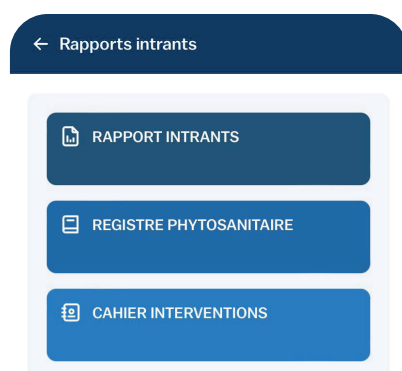 Rapports intrants
RAPPORT INTRANTS
REGISTRE PHYTOSANITAIRE
CAHIER INTERVENTIONS